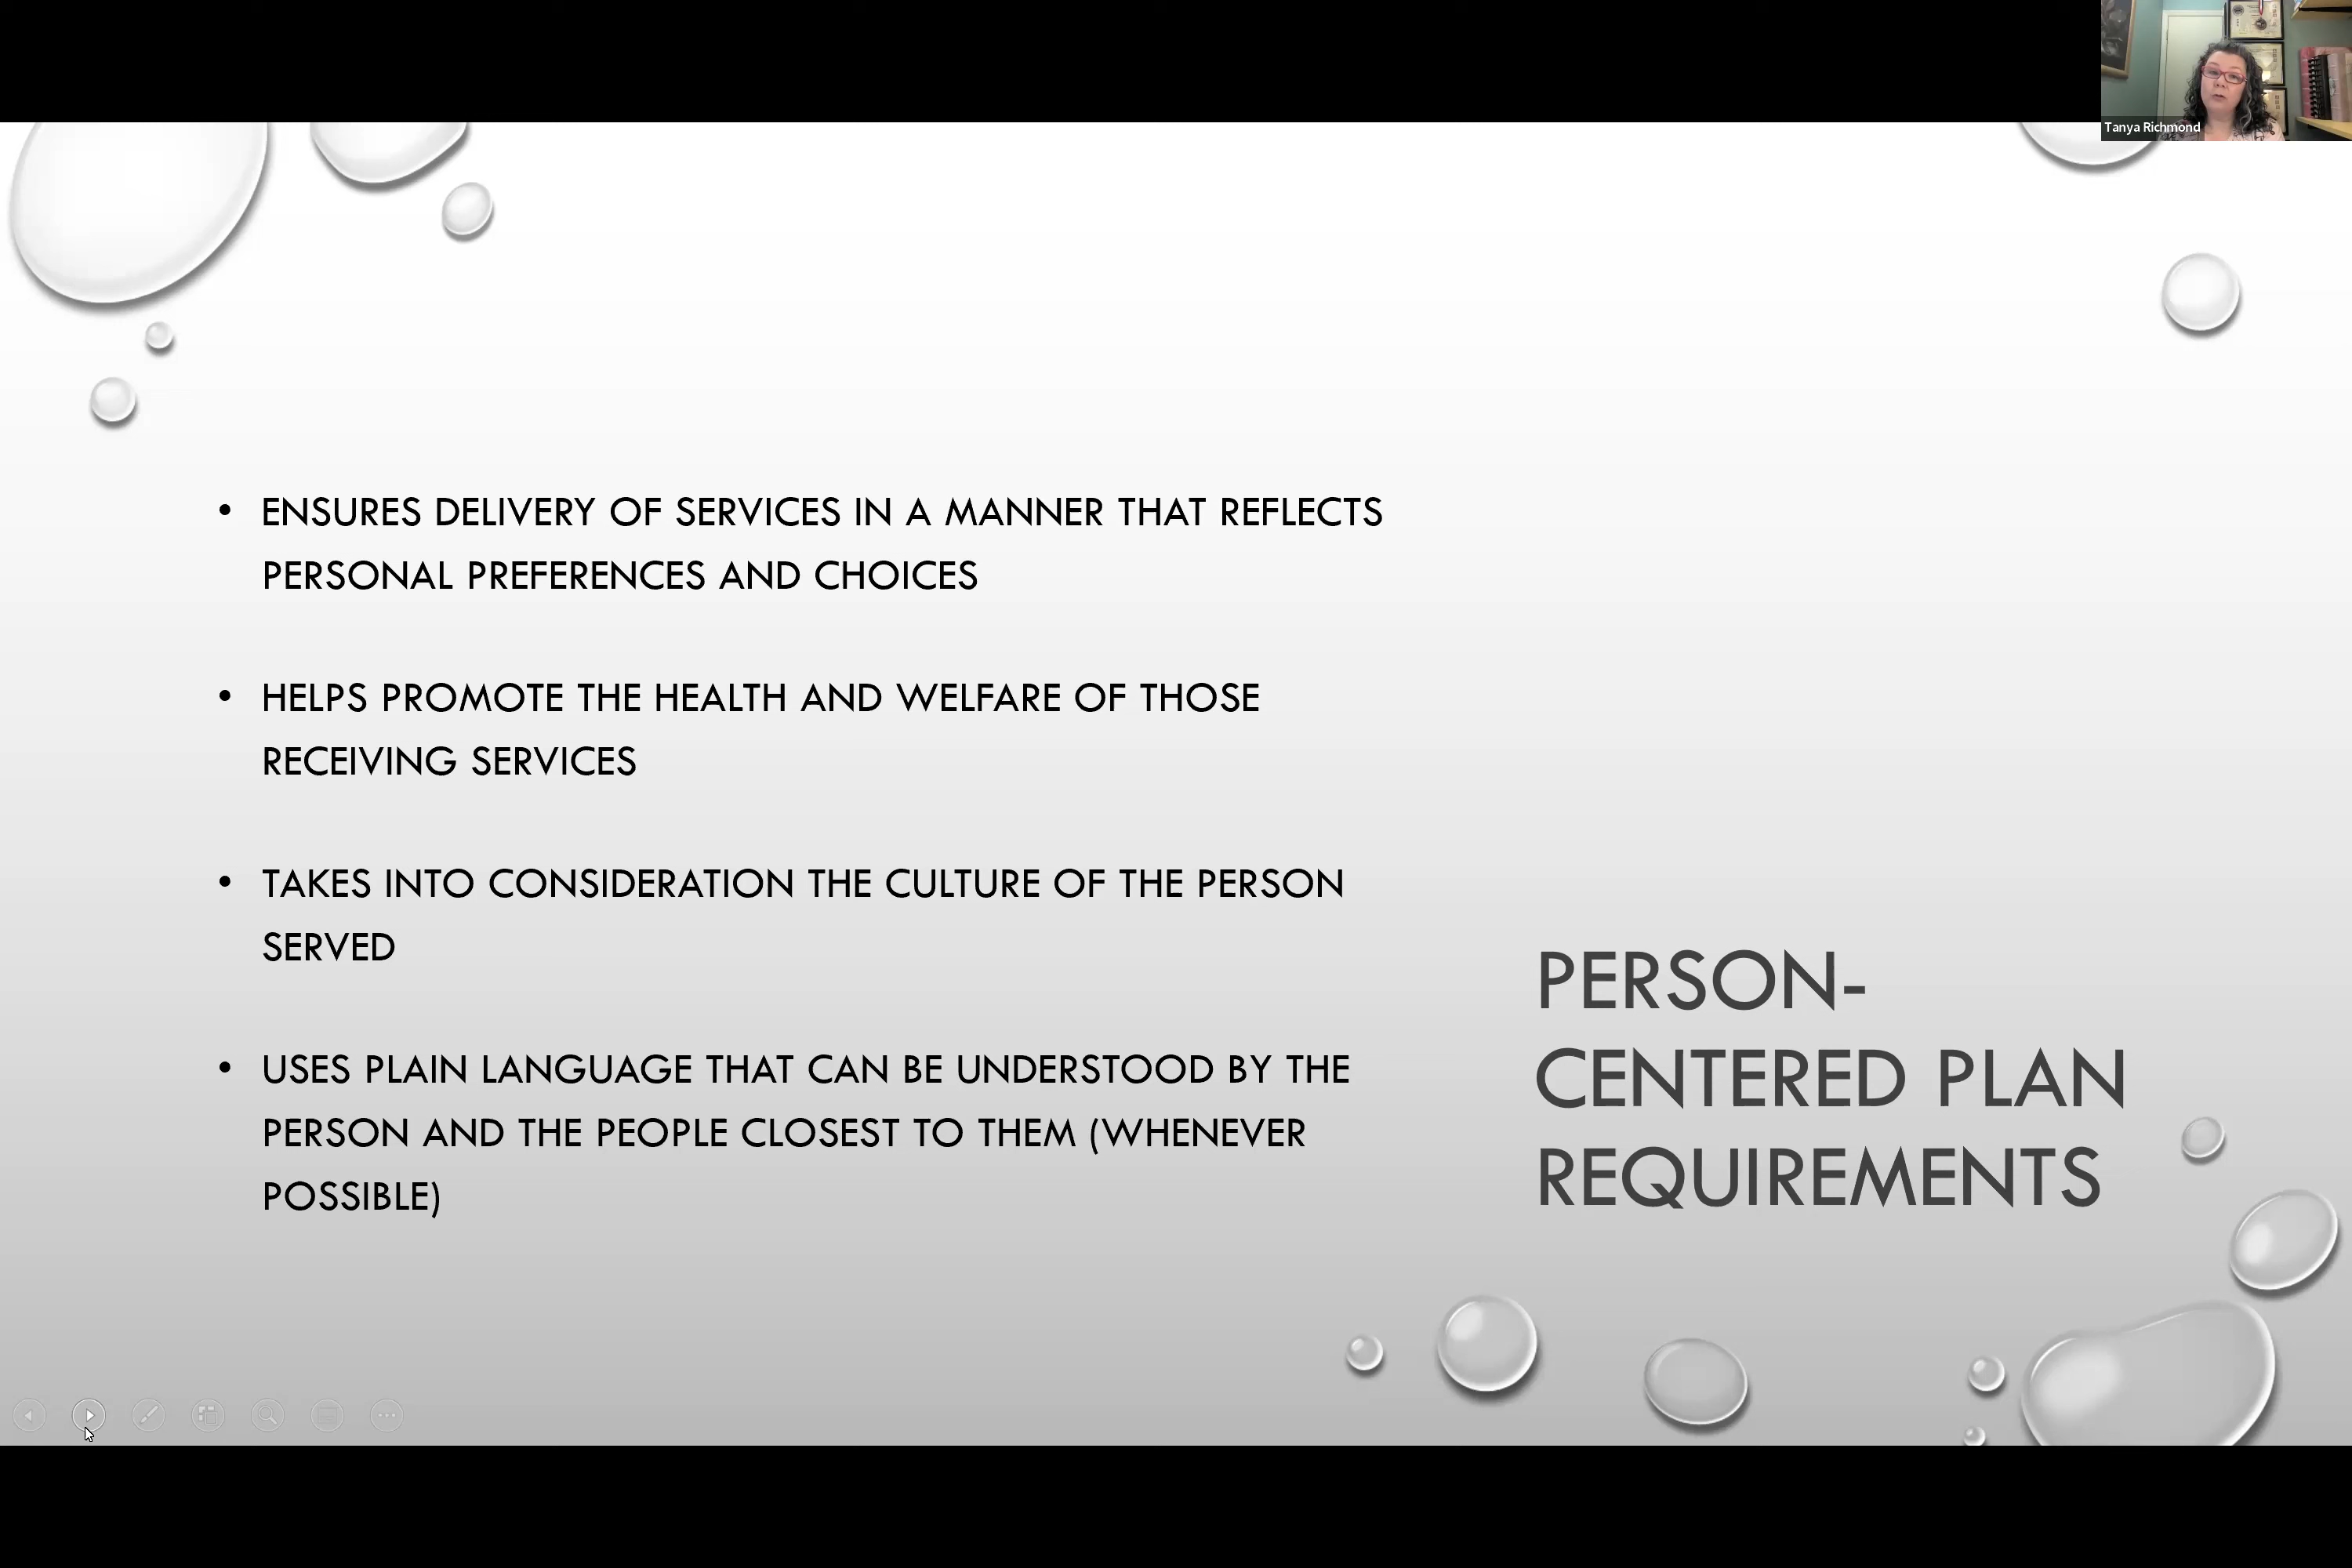 Tanya Richmond
• ENSURES DELIVERY OF SERVICES IN A MANNER THAT REFLECTS
PERSONAL PREFERENCES AND CHOICES
• HELPS PROMOTE THE HEALTH AND WELFARE OF THOSE
RECEIVING SERVICES
• TAKES INTO CONSIDERATION THE CULTURE OF THE PERSON
SERVED
• USES PLAIN LANGUAGE THAT CAN BE UNDERSTOOD BY THE
PERSON AND THE PEOPLE CLOSEST TO THEM (WHENEVER
POSSIBLE)
PERSON-
CENTERED PLAN
REQUIREMENTS